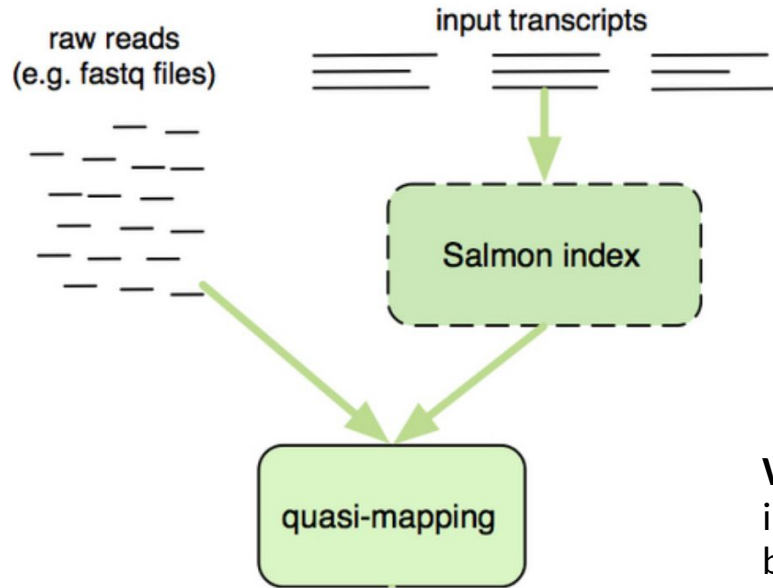 raw reads
(e.g. fastq files)
input transcripts
Salmon index
quasi-mapping